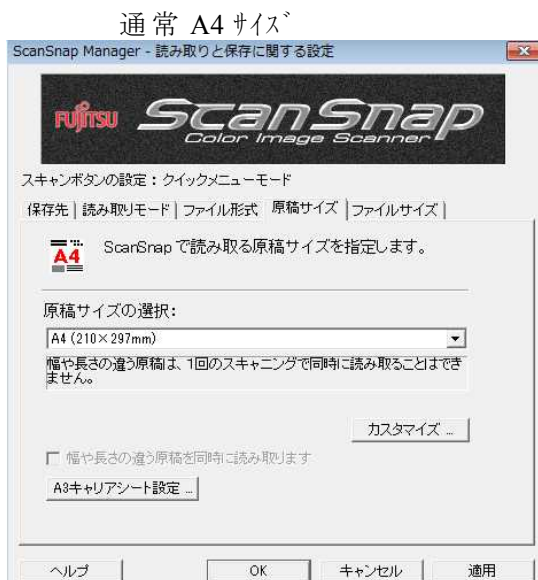 通常 A4 ｻｲｽﾞ
ScanSnap Manager - 読み取りと保存に関する設定
FUJITSU ScanSnap
Color Image Scanner
スキャンボタンの設定：クイックメニューモード
保存先 読み取りモード ファイル形式 原稿サイズ ファイルサイズ
A4 ScanSnapで読み取る原稿サイズを指定します。
原稿サイズの選択:
A4 (210×297mm)
幅や長さの違う原稿は、1回のスキャニングで同時に読み取ることはでき
ません。
カスタマイズ ...
幅や長さの違う原稿を同時に読み取ります
A3キャリアシート設定 ...
ヘルプ OK キャンセル 適用